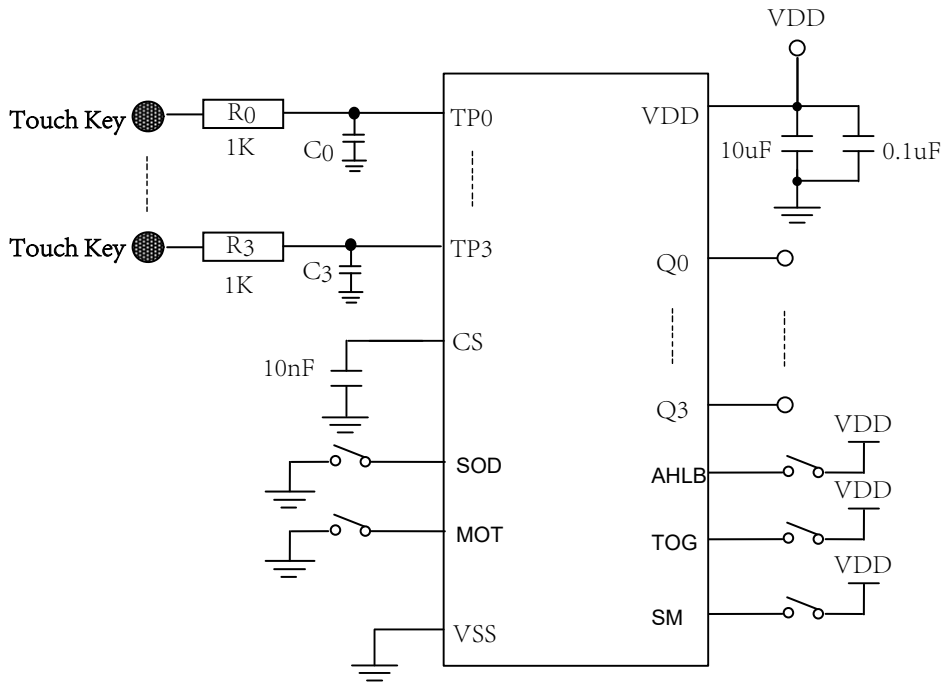 VDD
Touch Key
R0
1K
C0
TP0
VDD
10uF
0.1uF
Touch Key
R3
1K
C3
TP3
Q0
CS
10nF
Q3
VDD
SOD
AHLB
VDD
MOT
TOG
VDD
SM
VSS